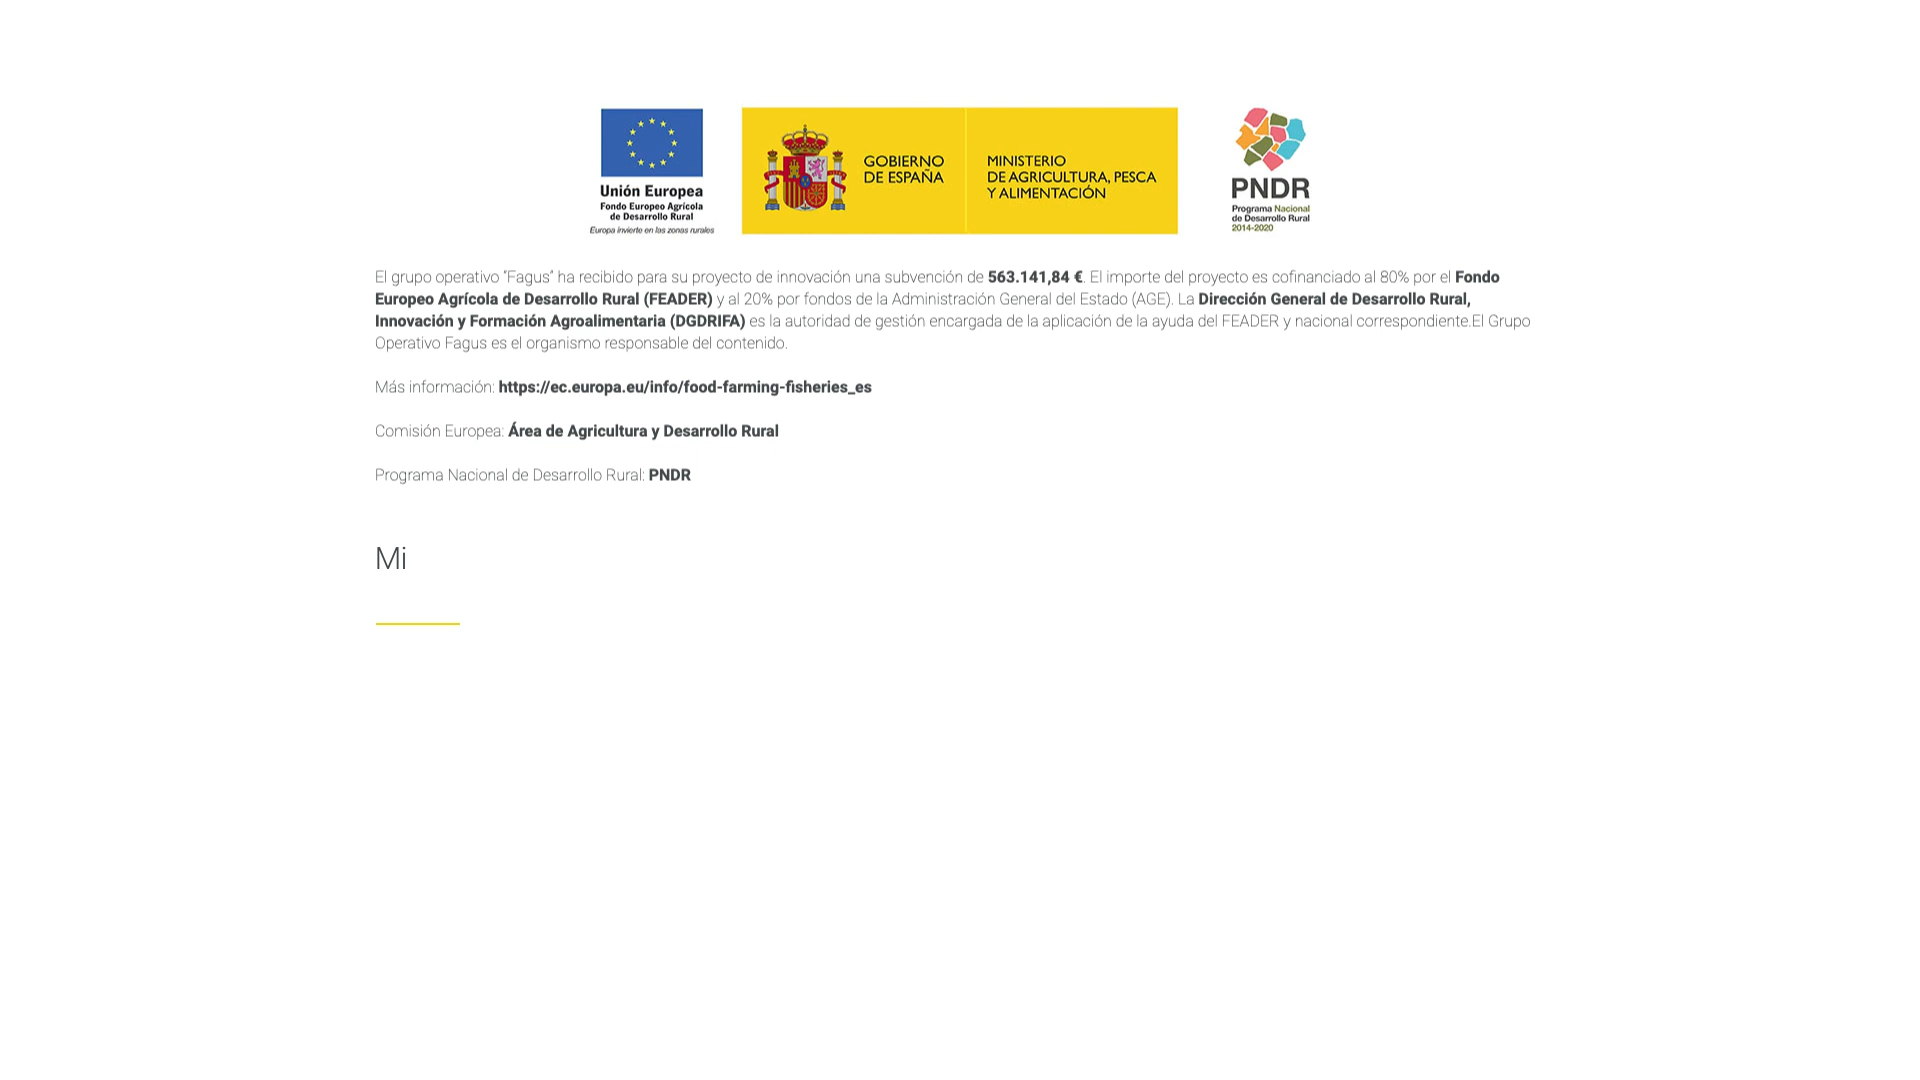 Unión Europea
Fondo Europeo Agrícola
de Desarrollo Rural
Europa invierte en las zonas rurales
GOBIERNO
DE ESPAÑA
MINISTERIO
DE AGRICULTURA, PESCA
Y ALIMENTACIÓN
PNDR
Programa Nacional
de Desarrollo Rural
2014-2020
El grupo operativo “Fagus” ha recibido para su proyecto de innovación una subvención de 563.141,84 €. El importe del proyecto es cofinanciado al 80% por el Fondo
Europeo Agrícola de Desarrollo Rural (FEADER) y al 20% por fondos de la Administración General del Estado (AGE). La Dirección General de Desarrollo Rural,
Innovación y Formación Agroalimentaria (DGDRIFA) es la autoridad de gestión encargada de la aplicación de la ayuda del FEADER y nacional correspondiente.El Grupo
Operativo Fagus es el organismo responsable del contenido.
Más información: https://ec.europa.eu/info/food-farming-fisheries_es
Comisión Europea: Área de Agricultura y Desarrollo Rural
Programa Nacional de Desarrollo Rural: PNDR
Mi